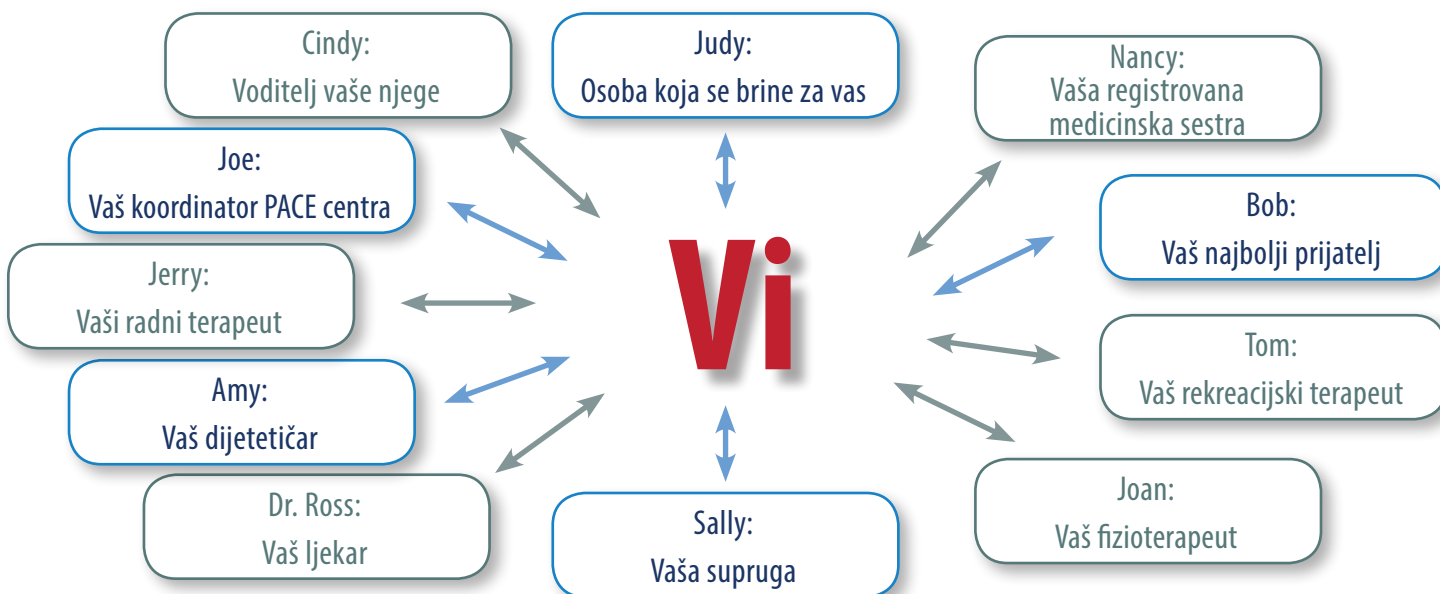 Cindy:
Voditelj vaše njege
Judy:
Osoba koja se brine za vas
Nancy:
Vaša registrovana
medicinska sestra
Joe:
Vaš koordinator PACE centra
Bob:
Vaš najbolji prijatelj
Jerry:
Vaši radni terapeut
Vi
Tom:
Vaš rekreacijski terapeut
Amy:
Vaš dijetetičar
Dr. Ross:
Vaš ljekar
Sally:
Vaša supruga
Joan:
Vaš fizioterapeut